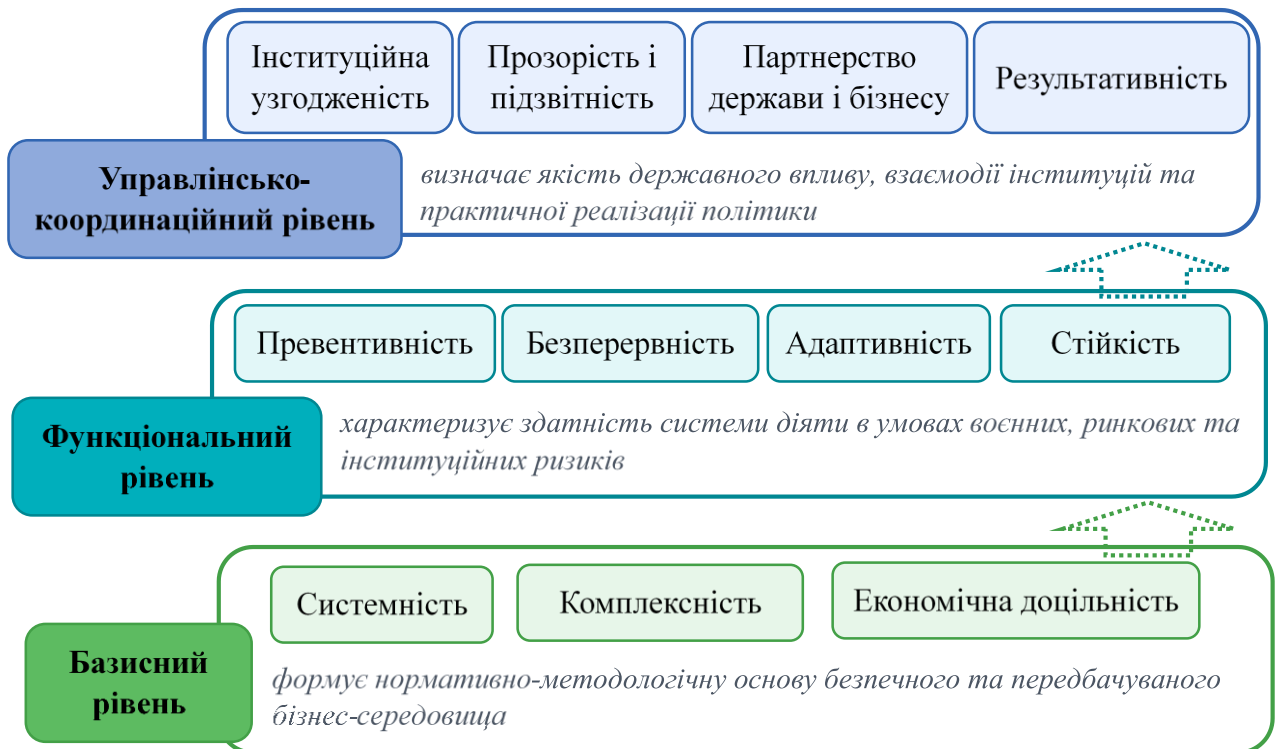 Інституційна
узгодженість
Прозорість і
підзвітність
Партнерство
держави і бізнесу
Результативність
Управлінсько-
координаційний рівень
визначає якість державного впливу, взаємодії інституцій та
практичної реалізації політики
Превентивність
Безперервність
Адаптивність
Стійкість
Функціональний
рівень
характеризує здатність системи діяти в умовах воєнних, ринкових та
інституційних ризиків
Системність
Комплексність
Економічна доцільність
Базисний
рівень
формує нормативно-методологічну основу безпечного та передбачуваного
бізнес-середовища